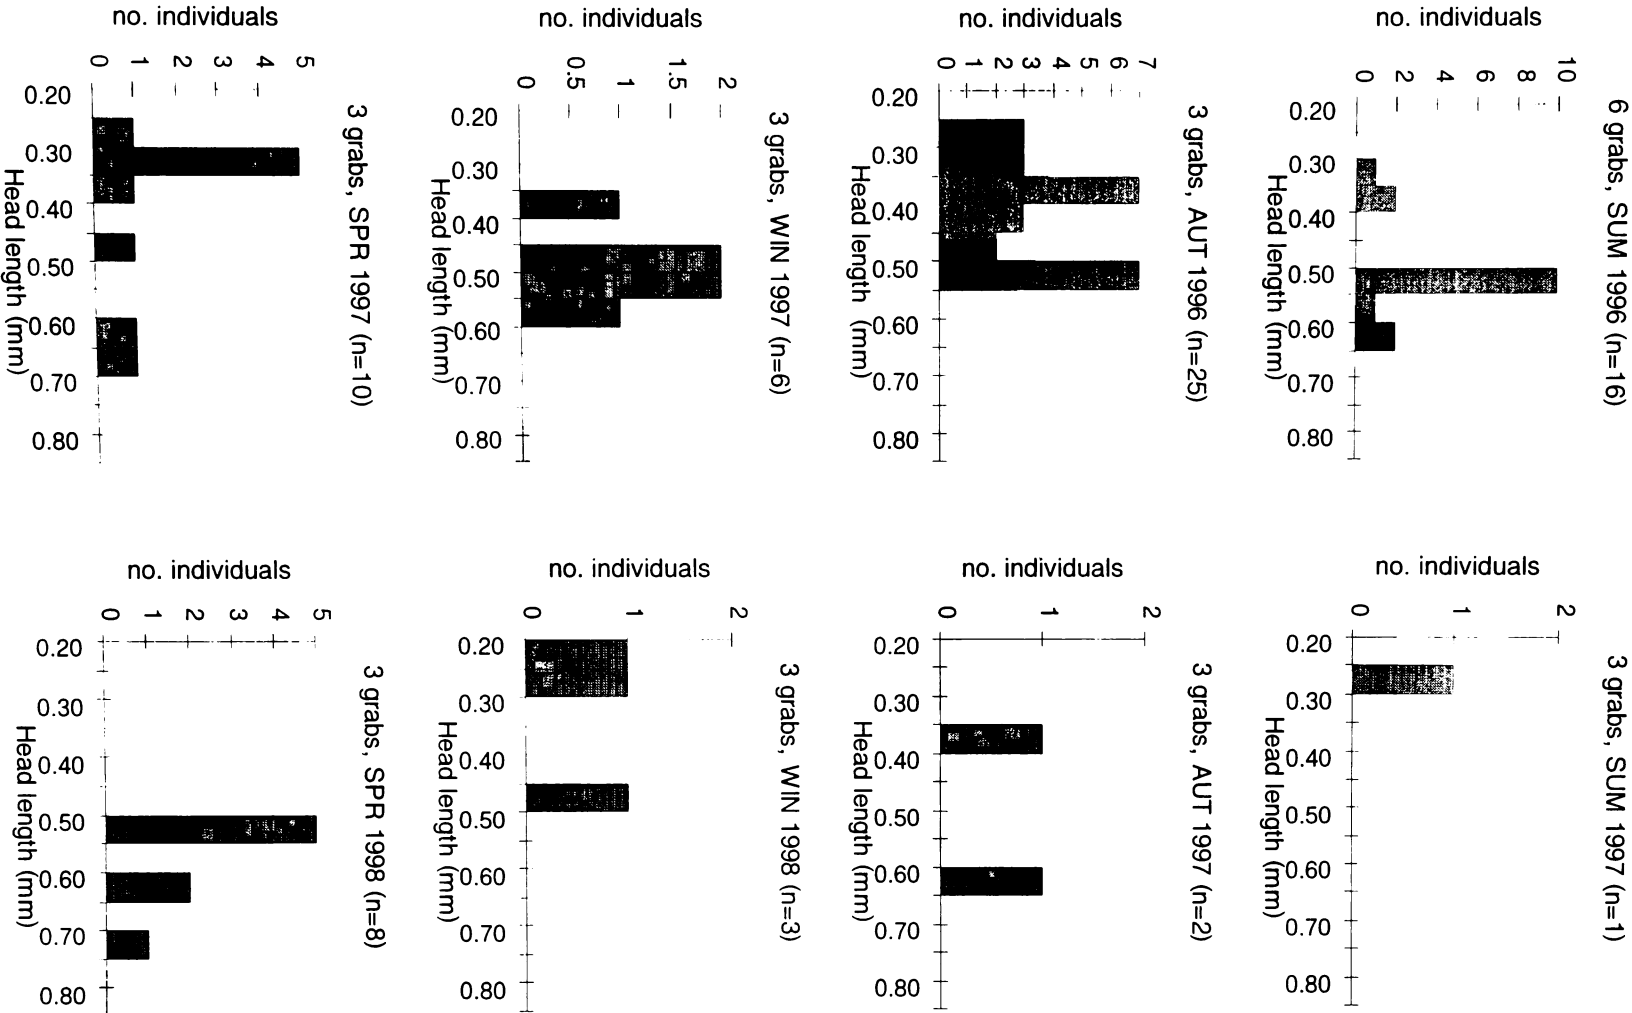 6 grabs, SUM 1996 (n=16)
no. individuals
0 2 4 6 8 10
0.20 0.30 0.40 0.50 0.60 0.70 0.80
Head length (mm)
3 grabs, AUT 1996 (n=25)
no. individuals
0 1 2 3 4 5 6 7
0.20 0.30 0.40 0.50 0.60 0.70 0.80
Head length (mm)
3 grabs, WIN 1997 (n=6)
no. individuals
0 0.5 1 1.5 2
0.20 0.30 0.40 0.50 0.60 0.70 0.80
Head length (mm)
3 grabs, SPR 1997 (n=10)
no. individuals
0 1 2 3 4 5
0.20 0.30 0.40 0.50 0.60 0.70 0.80
Head length (mm)
3 grabs, SUM 1997 (n=1)
no. individuals
0 1 2
0.20 0.30 0.40 0.50 0.60 0.70 0.80
Head length (mm)
3 grabs, AUT 1997 (n=2)
no. individuals
0 1 2
0.20 0.30 0.40 0.50 0.60 0.70 0.80
Head length (mm)
3 grabs, WIN 1998 (n=3)
no. individuals
0 1 2
0.20 0.30 0.40 0.50 0.60 0.70 0.80
Head length (mm)
3 grabs, SPR 1998 (n=8)
no. individuals
0 1 2 3 4 5
0.20 0.30 0.40 0.50 0.60 0.70 0.80
Head length (mm)